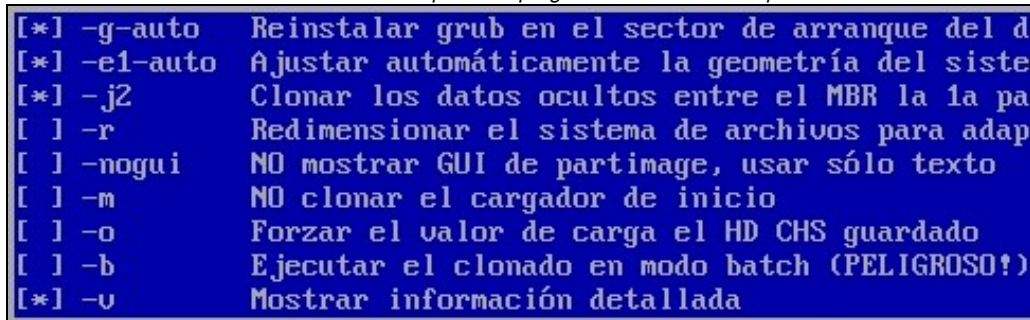 [*] -g-auto Reinstalar grub en el sector de arranque del d
[*] -e1-auto Ajustar automáticamente la geometría del siste
[*] -j2 Clonar los datos ocultos entre el MBR la 1a pa
[ ] -r Redimensionar el sistema de archivos para adap
[ ] -nogui NO mostrar GUI de partimage, usar sólo texto
[ ] -m NO clonar el cargador de inicio
[ ] -o Forzar el valor de carga el HD CHS guardado
[ ] -b Ejecutar el clonado en modo batch (PELIGROSO!)
[*] -v Mostrar información detallada